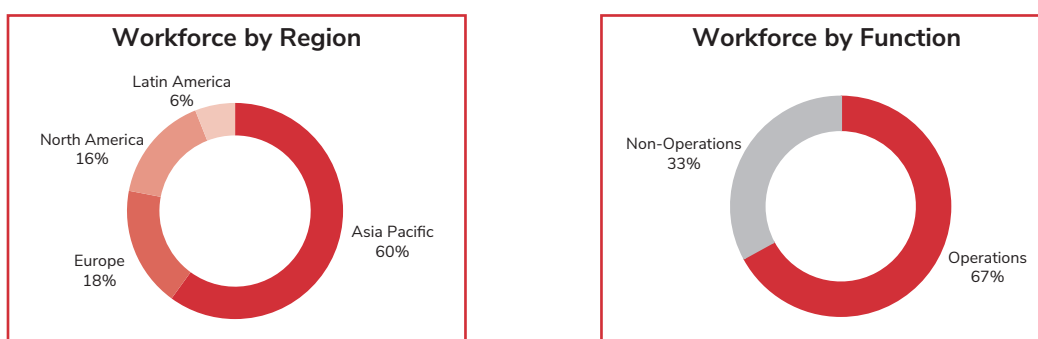 Workforce by Region
Latin America
6%
North America
16%
Asia Pacific
60%
Europe
18%
Workforce by Function
Non-Operations
33%
Operations
67%